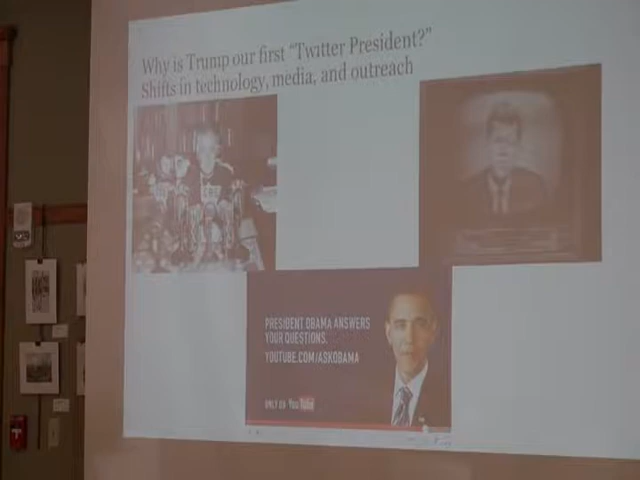 Why is Trump our first “Twitter President?”
Shifts in technology, media, and outreach
PRESIDENT OBAMA ANSWERS
YOUR QUESTIONS.
YOUTUBE.COM/ASKOBAMA
ONLY ON YouTube